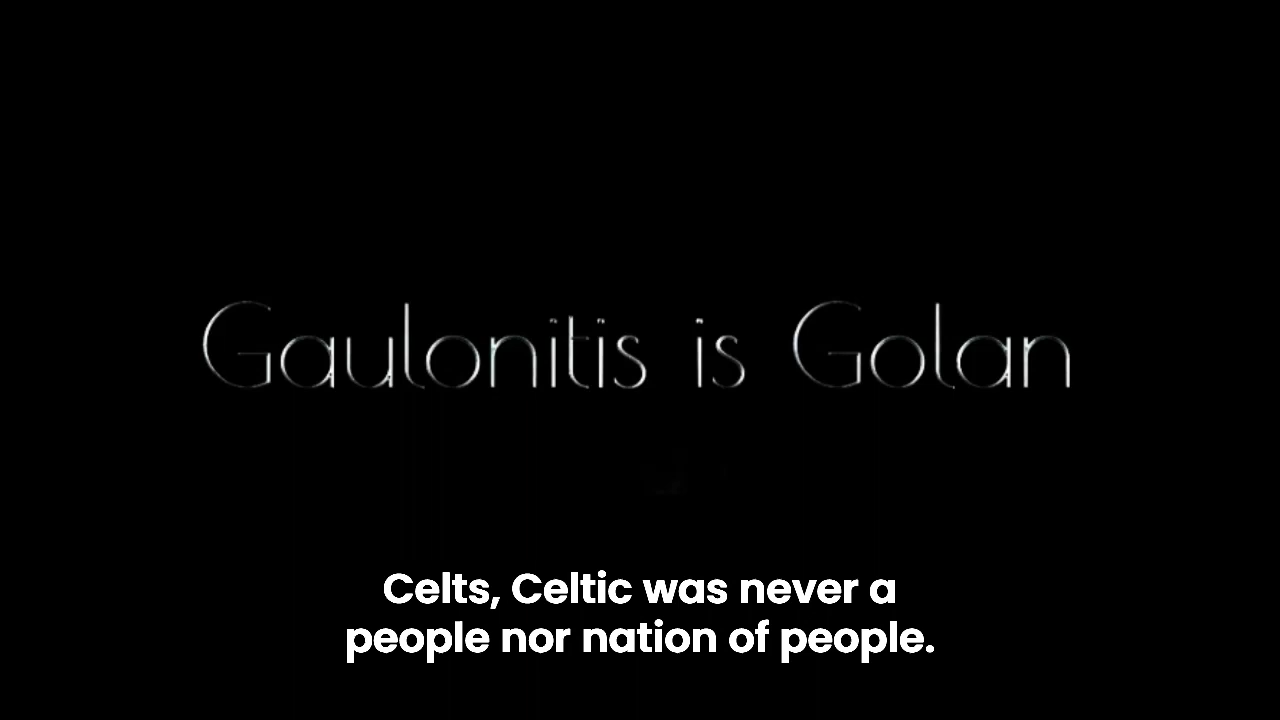 Gaulonitis is Golan
Celts, Celtic was never a
people nor nation of people.